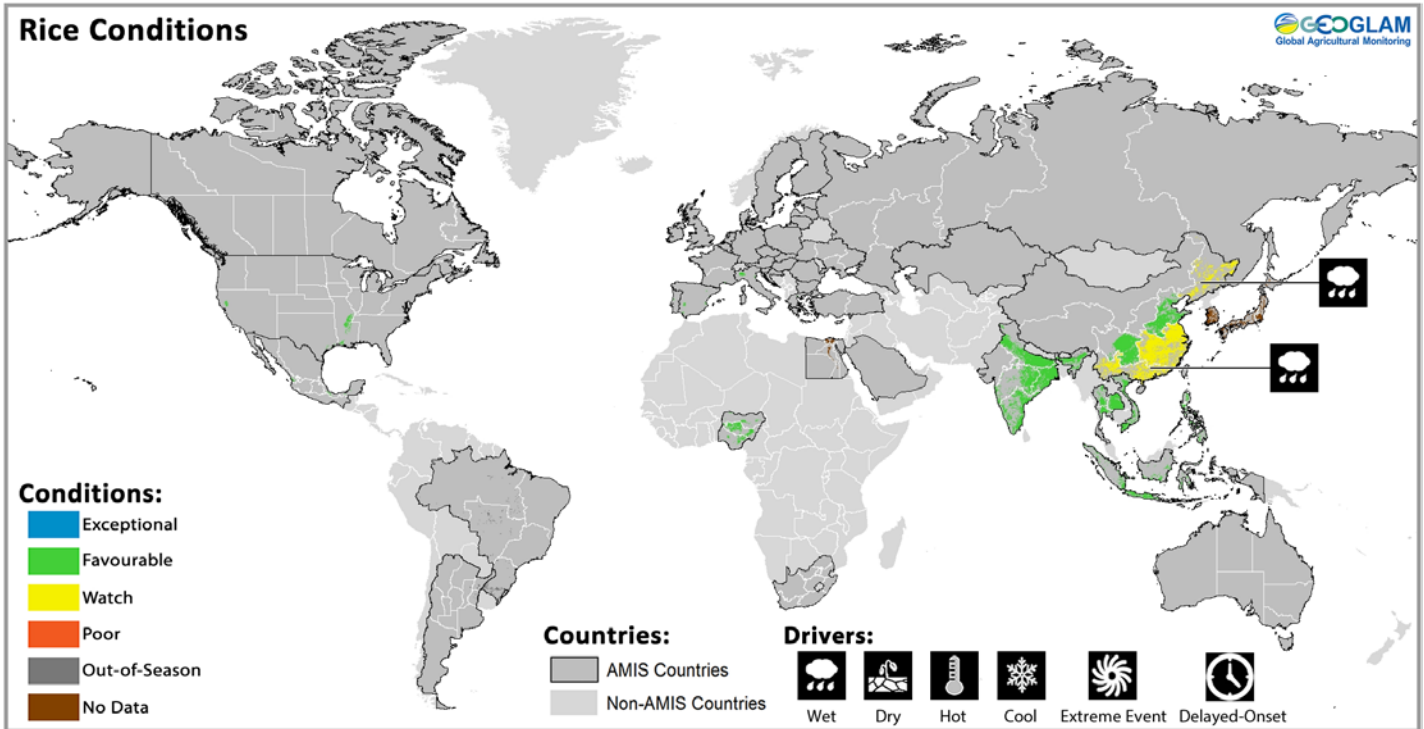 Rice Conditions
GEOGLAM
Global Agricultural Monitoring
Conditions:
Exceptional
Favourable
Watch
Poor
Out-of-Season
No Data
Countries:
AMIS Countries
Non-AMIS Countries
Drivers:
Wet
Dry
Hot
Cool
Extreme Event
Delayed-Onset